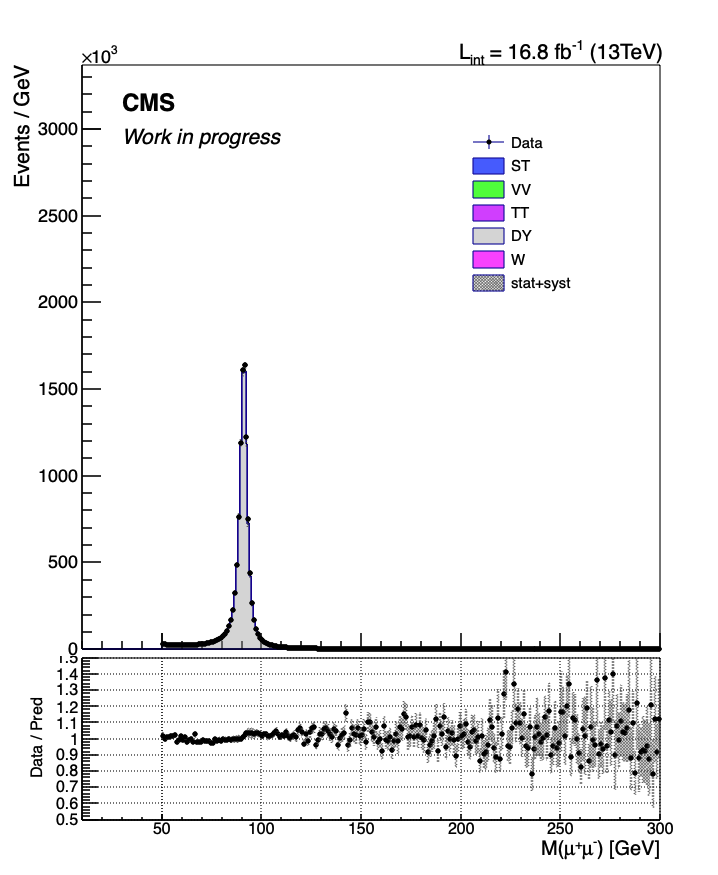 ×10³
L_int = 16.8 fb⁻¹ (13TeV)
Events / GeV
CMS
Work in progress
Data
ST
VV
TT
DY
W
stat+syst
3000
2500
2000
1500
1000
500
0
Data / Pred
1.5
1.4
1.3
1.2
1.1
1
0.9
0.8
0.7
0.6
0.5
50 100 150 200 250 300
M(μ⁺μ⁻) [GeV]